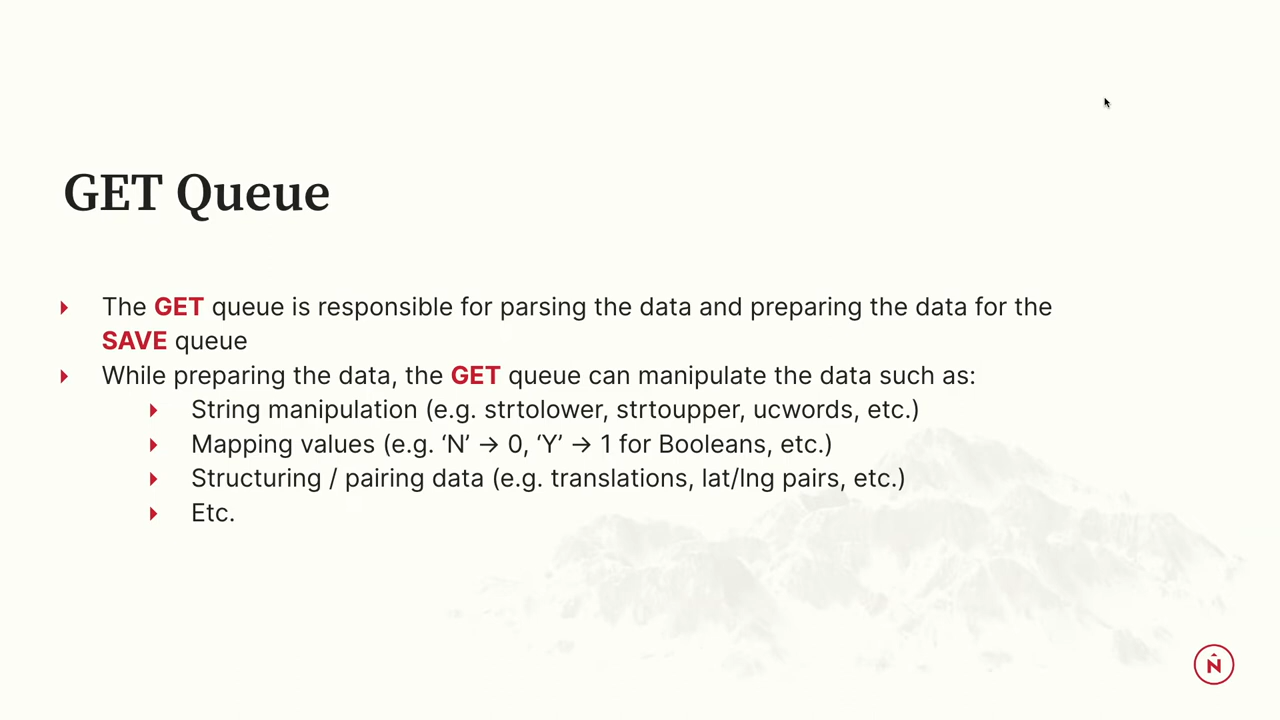 GET Queue
The GET queue is responsible for parsing the data and preparing the data for the
SAVE queue
While preparing the data, the GET queue can manipulate the data such as:
String manipulation (e.g. strtolower, strtoupper, ucwords, etc.)
Mapping values (e.g. ‘N’ → 0, ‘Y’ → 1 for Booleans, etc.)
Structuring / pairing data (e.g. translations, lat/lng pairs, etc.)
Etc.
N